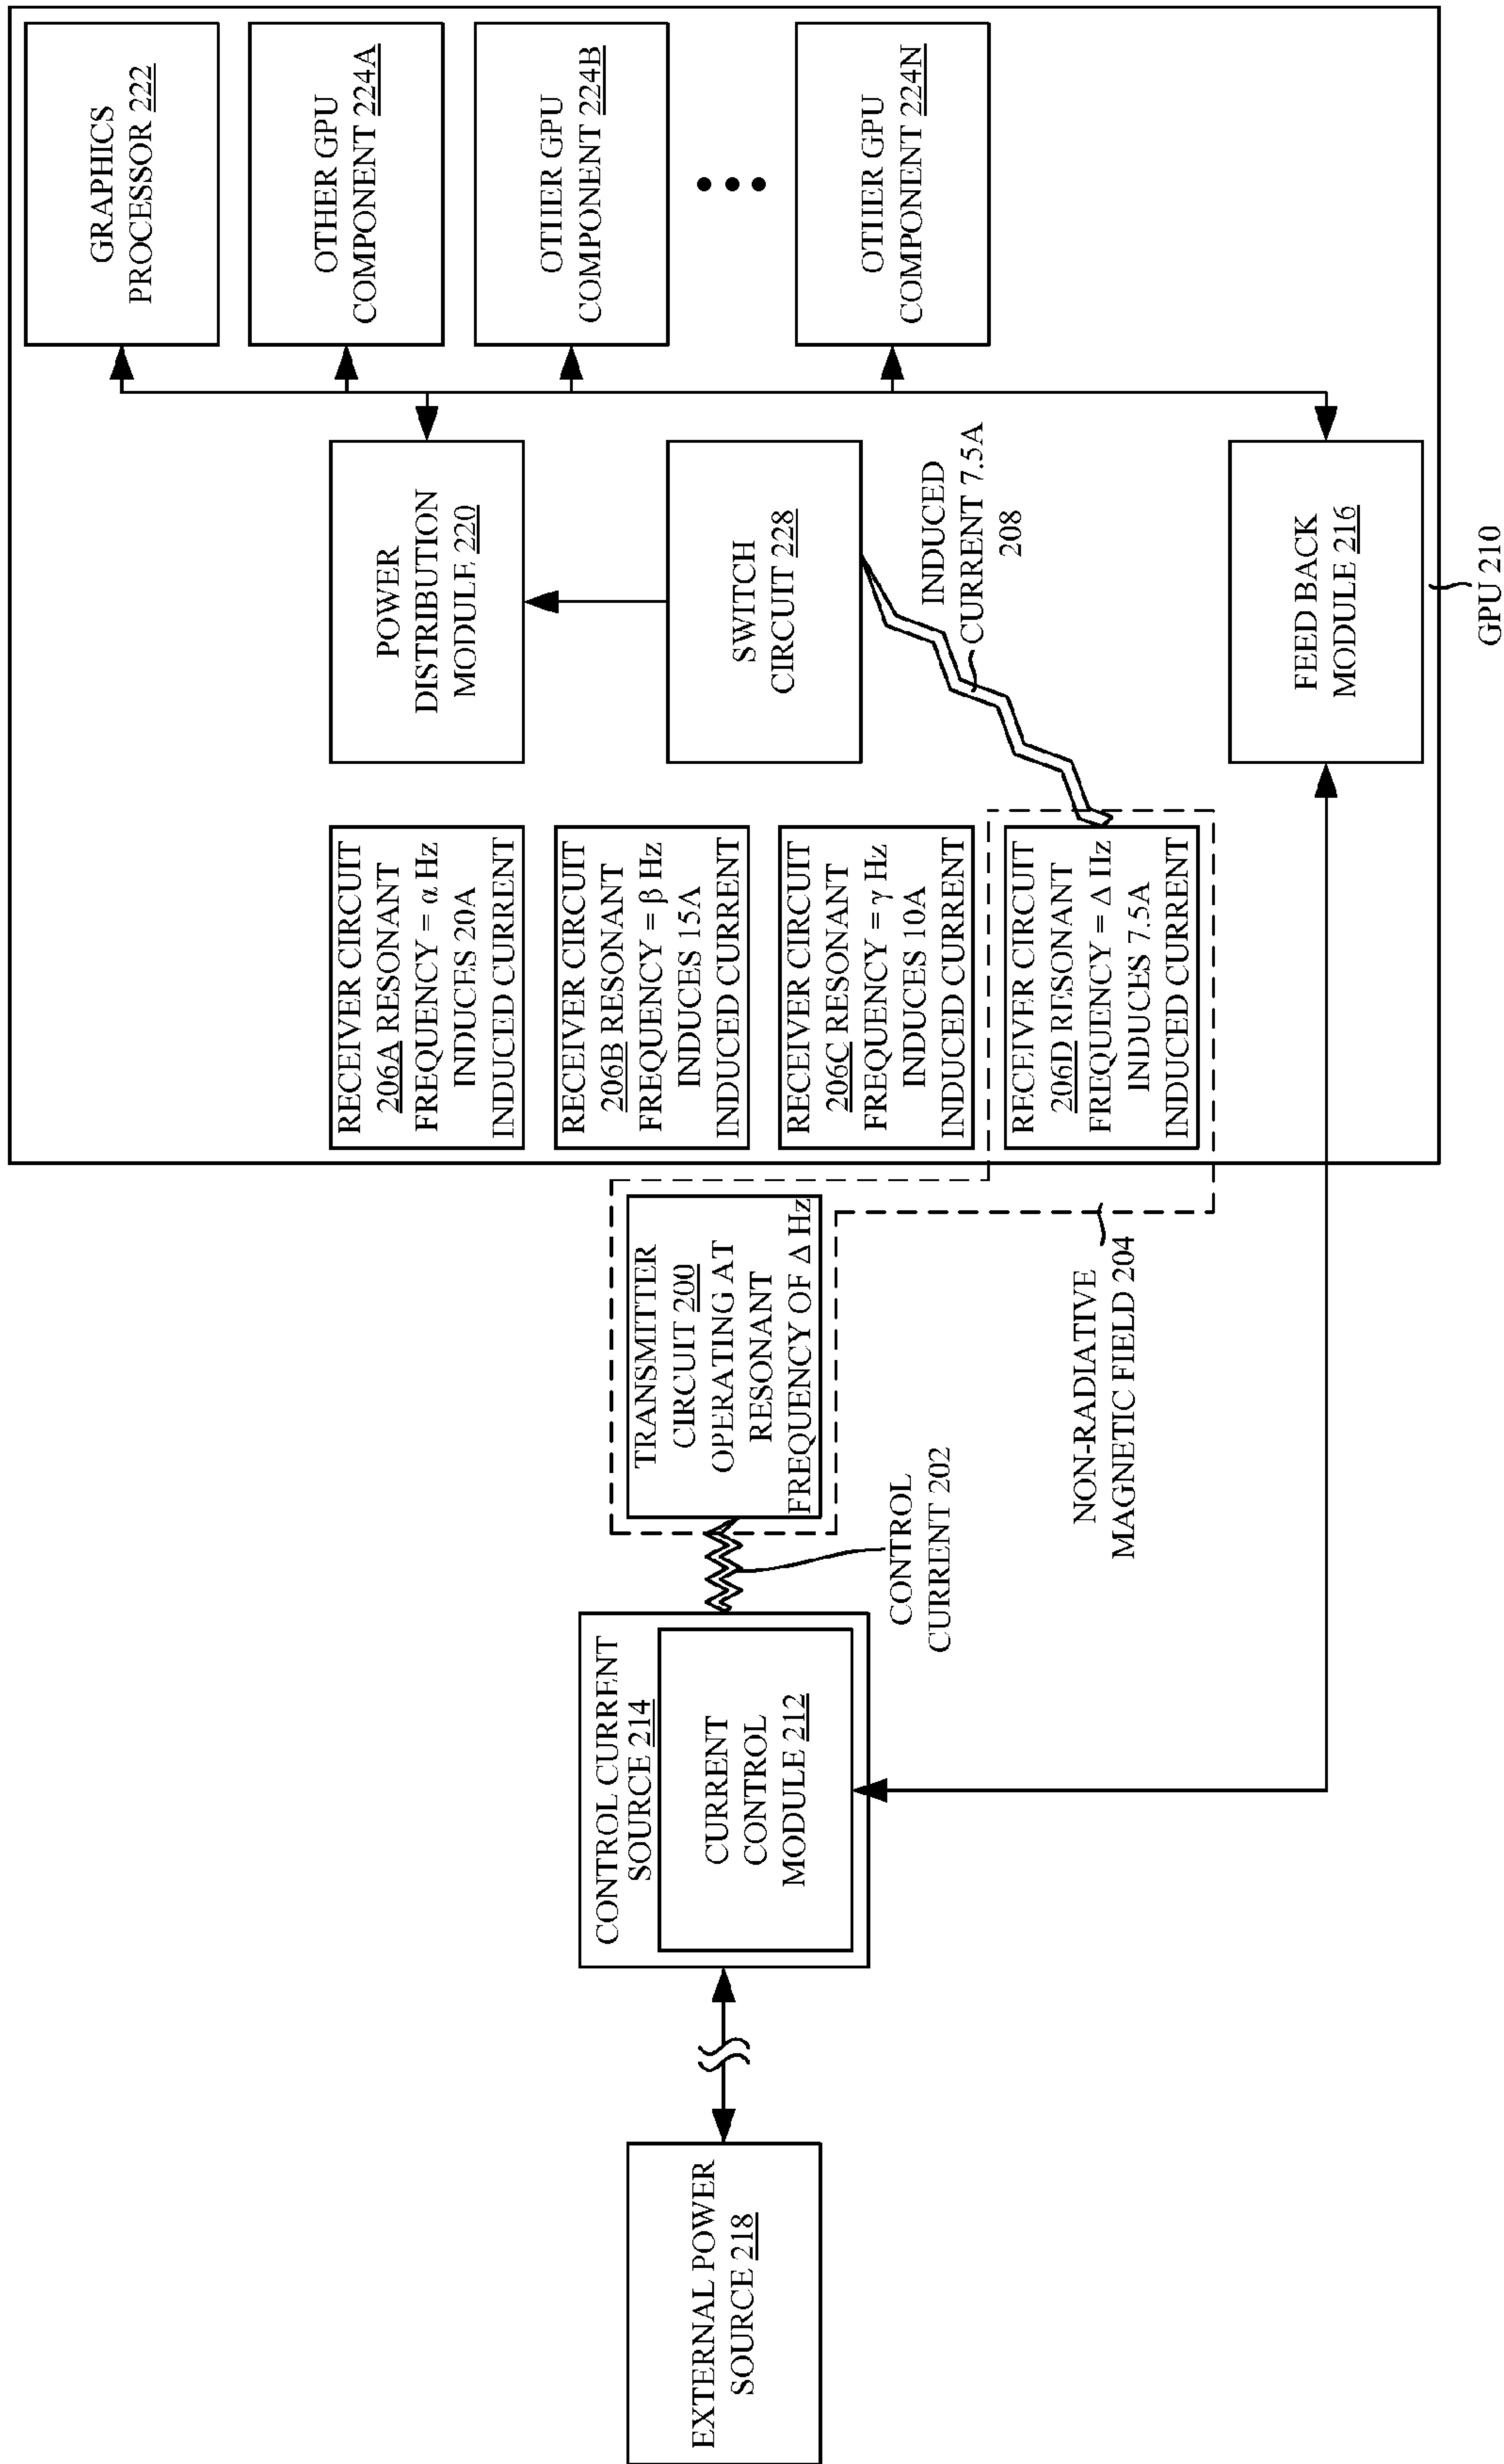 EXTERNAL POWER
SOURCE 218
CONTROL CURRENT
SOURCE 214
CURRENT
CONTROL
MODULE 212
CONTROL
CURRENT 202
TRANSMITTER
CIRCUIT 200
OPERATING AT
RESONANT
FREQUENCY OF Δ Hz
NON-RADIATIVE
MAGNETIC FIELD 204
RECEIVER CIRCUIT
206A RESONANT
FREQUENCY = α Hz
INDUCES 20A
INDUCED CURRENT
RECEIVER CIRCUIT
206B RESONANT
FREQUENCY = β Hz
INDUCES 15A
INDUCED CURRENT
RECEIVER CIRCUIT
206C RESONANT
FREQUENCY = γ Hz
INDUCES 10A
INDUCED CURRENT
RECEIVER CIRCUIT
206D RESONANT
FREQUENCY = Δ Hz
INDUCES 7.5A
INDUCED CURRENT
POWER
DISTRIBUTION
MODULE 220
SWITCH
CIRCUIT 228
INDUCED
CURRENT 7.5A
208
FEED BACK
MODULE 216
GPU 210
GRAPHICS
PROCESSOR 222
OTHER GPU
COMPONENT 224A
OTHER GPU
COMPONENT 224B
OTHER GPU
COMPONENT 224N